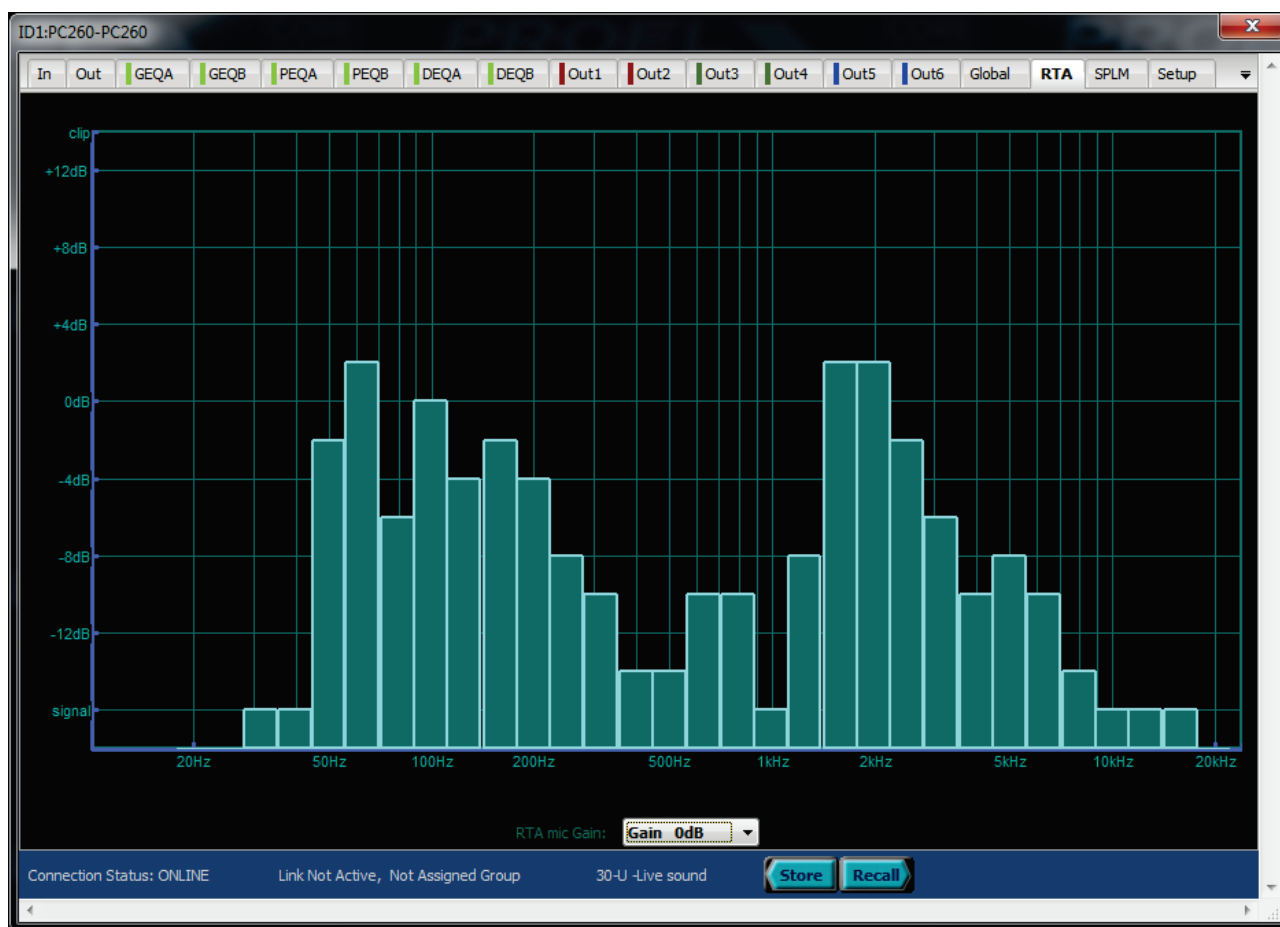 ID1:PC260-PC260
In Out GEQA GEQB PEQA PEQB DEQA DEQB Out1 Out2 Out3 Out4 Out5 Out6 Global RTA SPLM Setup
clip
+12dB
+8dB
+4dB
0dB
-4dB
-8dB
-12dB
signal
20Hz 50Hz 100Hz 200Hz 500Hz 1kHz 2kHz 5kHz 10kHz 20kHz
RTA mic Gain: Gain 0dB
Connection Status: ONLINE Link Not Active, Not Assigned Group 30-U -Live sound Store Recall